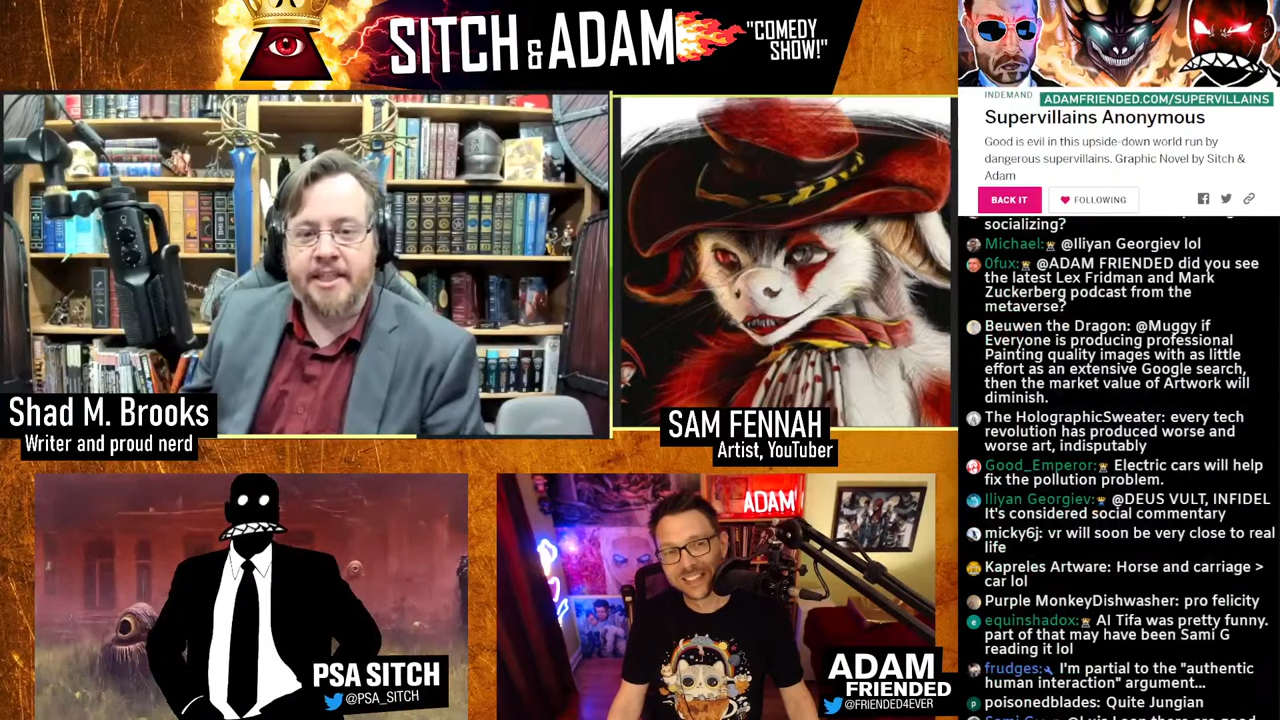 SITCH & ADAM
"COMEDY
SHOW!"
INDEMAND
ADAMFRIENDED.COM/SUPERVILLAINS
Supervillains Anonymous
Good is evil in this upside-down world run by
dangerous supervillains. Graphic Novel by Sitch &
Adam
BACK IT
FOLLOWING
Shad M. Brooks
Writer and proud nerd
SAM FENNAH
Artist, YouTuber
ADAM
PSA SITCH
@PSA_SITCH
ADAM
FRIENDED
@FRIENDED4EVER
socializing?
Michael: @Iliyan Georgiev lol
0fux: @ADAM FRIENDED did you see
the latest Lex Fridman and Mark
Zuckerberg podcast from the
metaverse?
Beuwen the Dragon: @Muggy if
Everyone is producing professional
Painting quality images with as little
effort as an extensive Google search,
then the market value of Artwork will
diminish.
The HolographicSweater: every tech
revolution has produced worse and
worse art, indisputably
Good_Emperor: Electric cars will help
fix the pollution problem.
Iliyan Georgiev: @DEUS VULT, INFIDEL
It's considered social commentary
micky6j: vr will soon be very close to real
life
Kapreles Artware: Horse and carriage >
car lol
Purple MonkeyDishwasher: pro felicity
equinshadox: AI Tifa was pretty funny.
part of that may have been Sami G
reading it lol
frudges: I'm partial to the "authentic
human interaction" argument...
poisonedblades: Quite Jungian